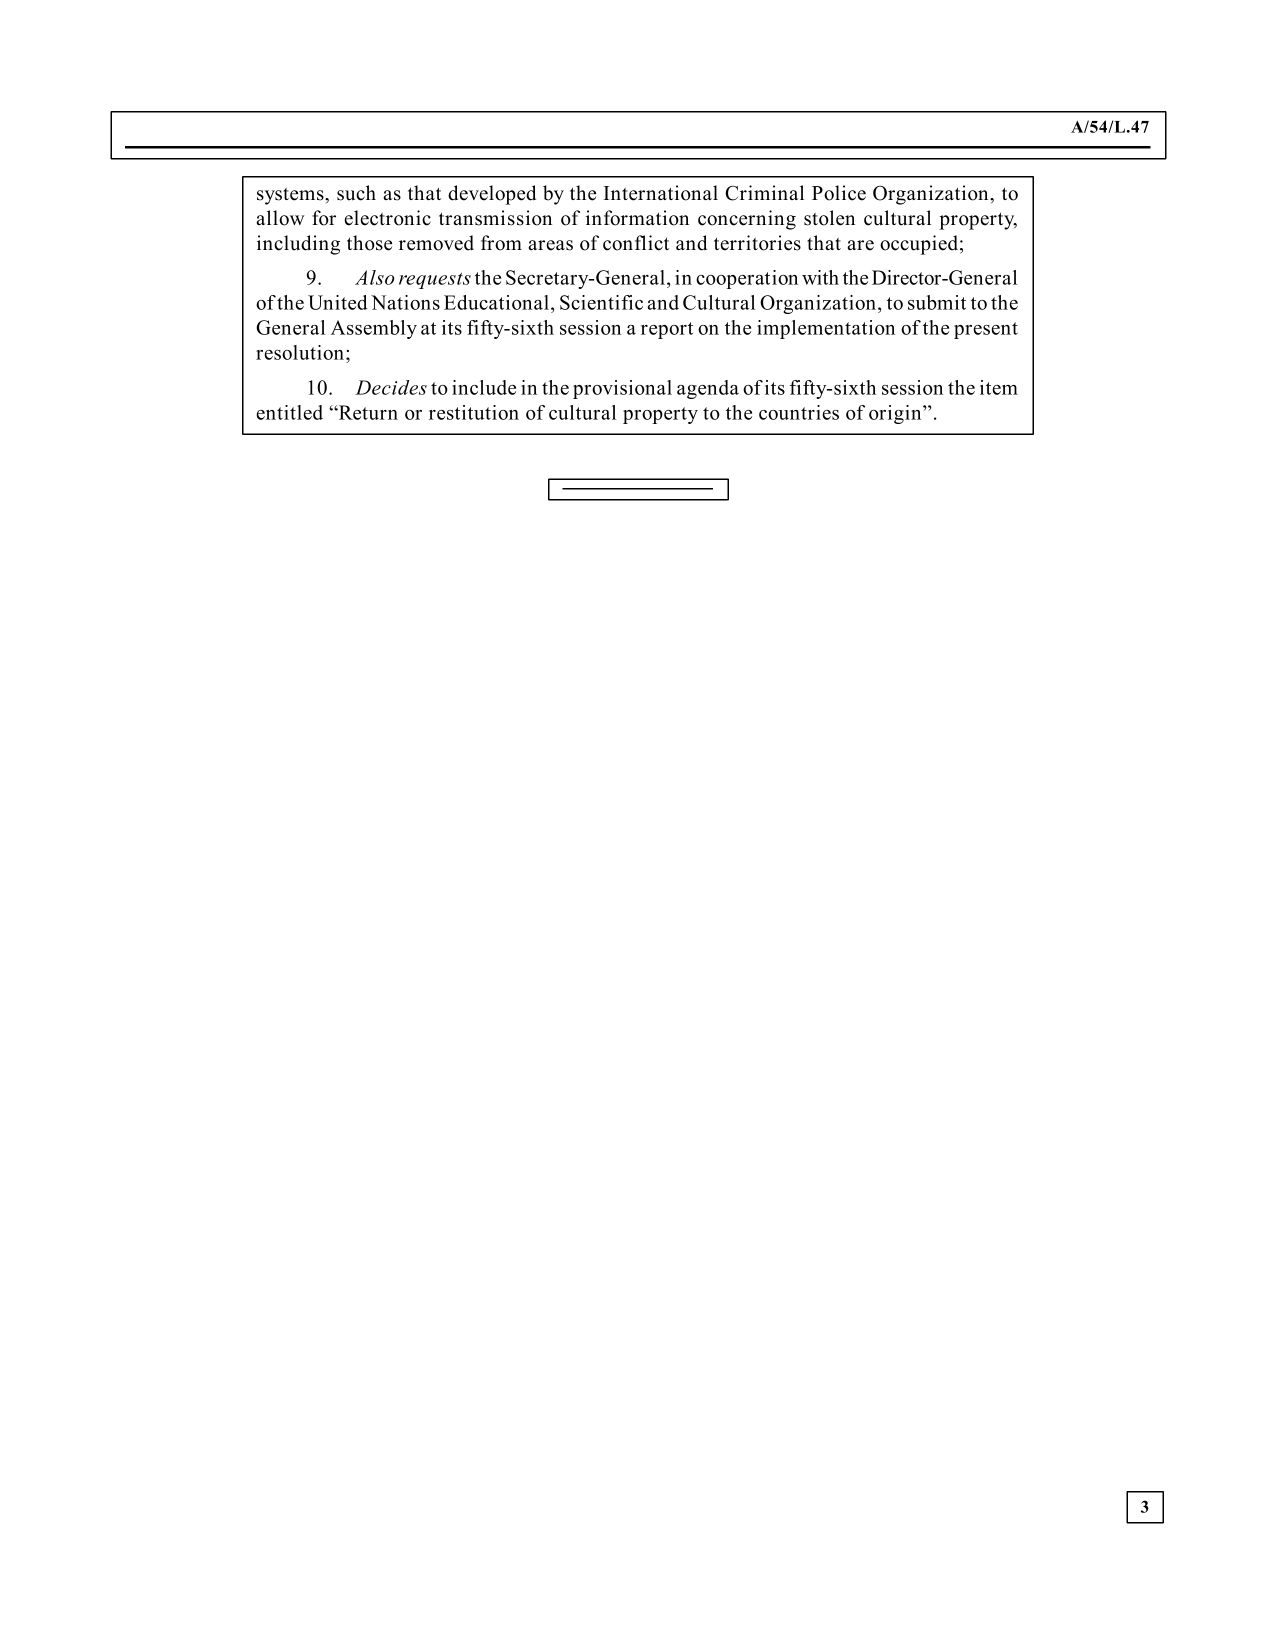 A/54/L.47
systems, such as that developed by the International Criminal Police Organization, to
allow for electronic transmission of information concerning stolen cultural property,
including those removed from areas of conflict and territories that are occupied;
9. Also requests the Secretary-General, in cooperation with the Director-General
of the United Nations Educational, Scientific and Cultural Organization, to submit to the
General Assembly at its fifty-sixth session a report on the implementation of the present
resolution;
10. Decides to include in the provisional agenda of its fifty-sixth session the item
entitled “Return or restitution of cultural property to the countries of origin”.
3